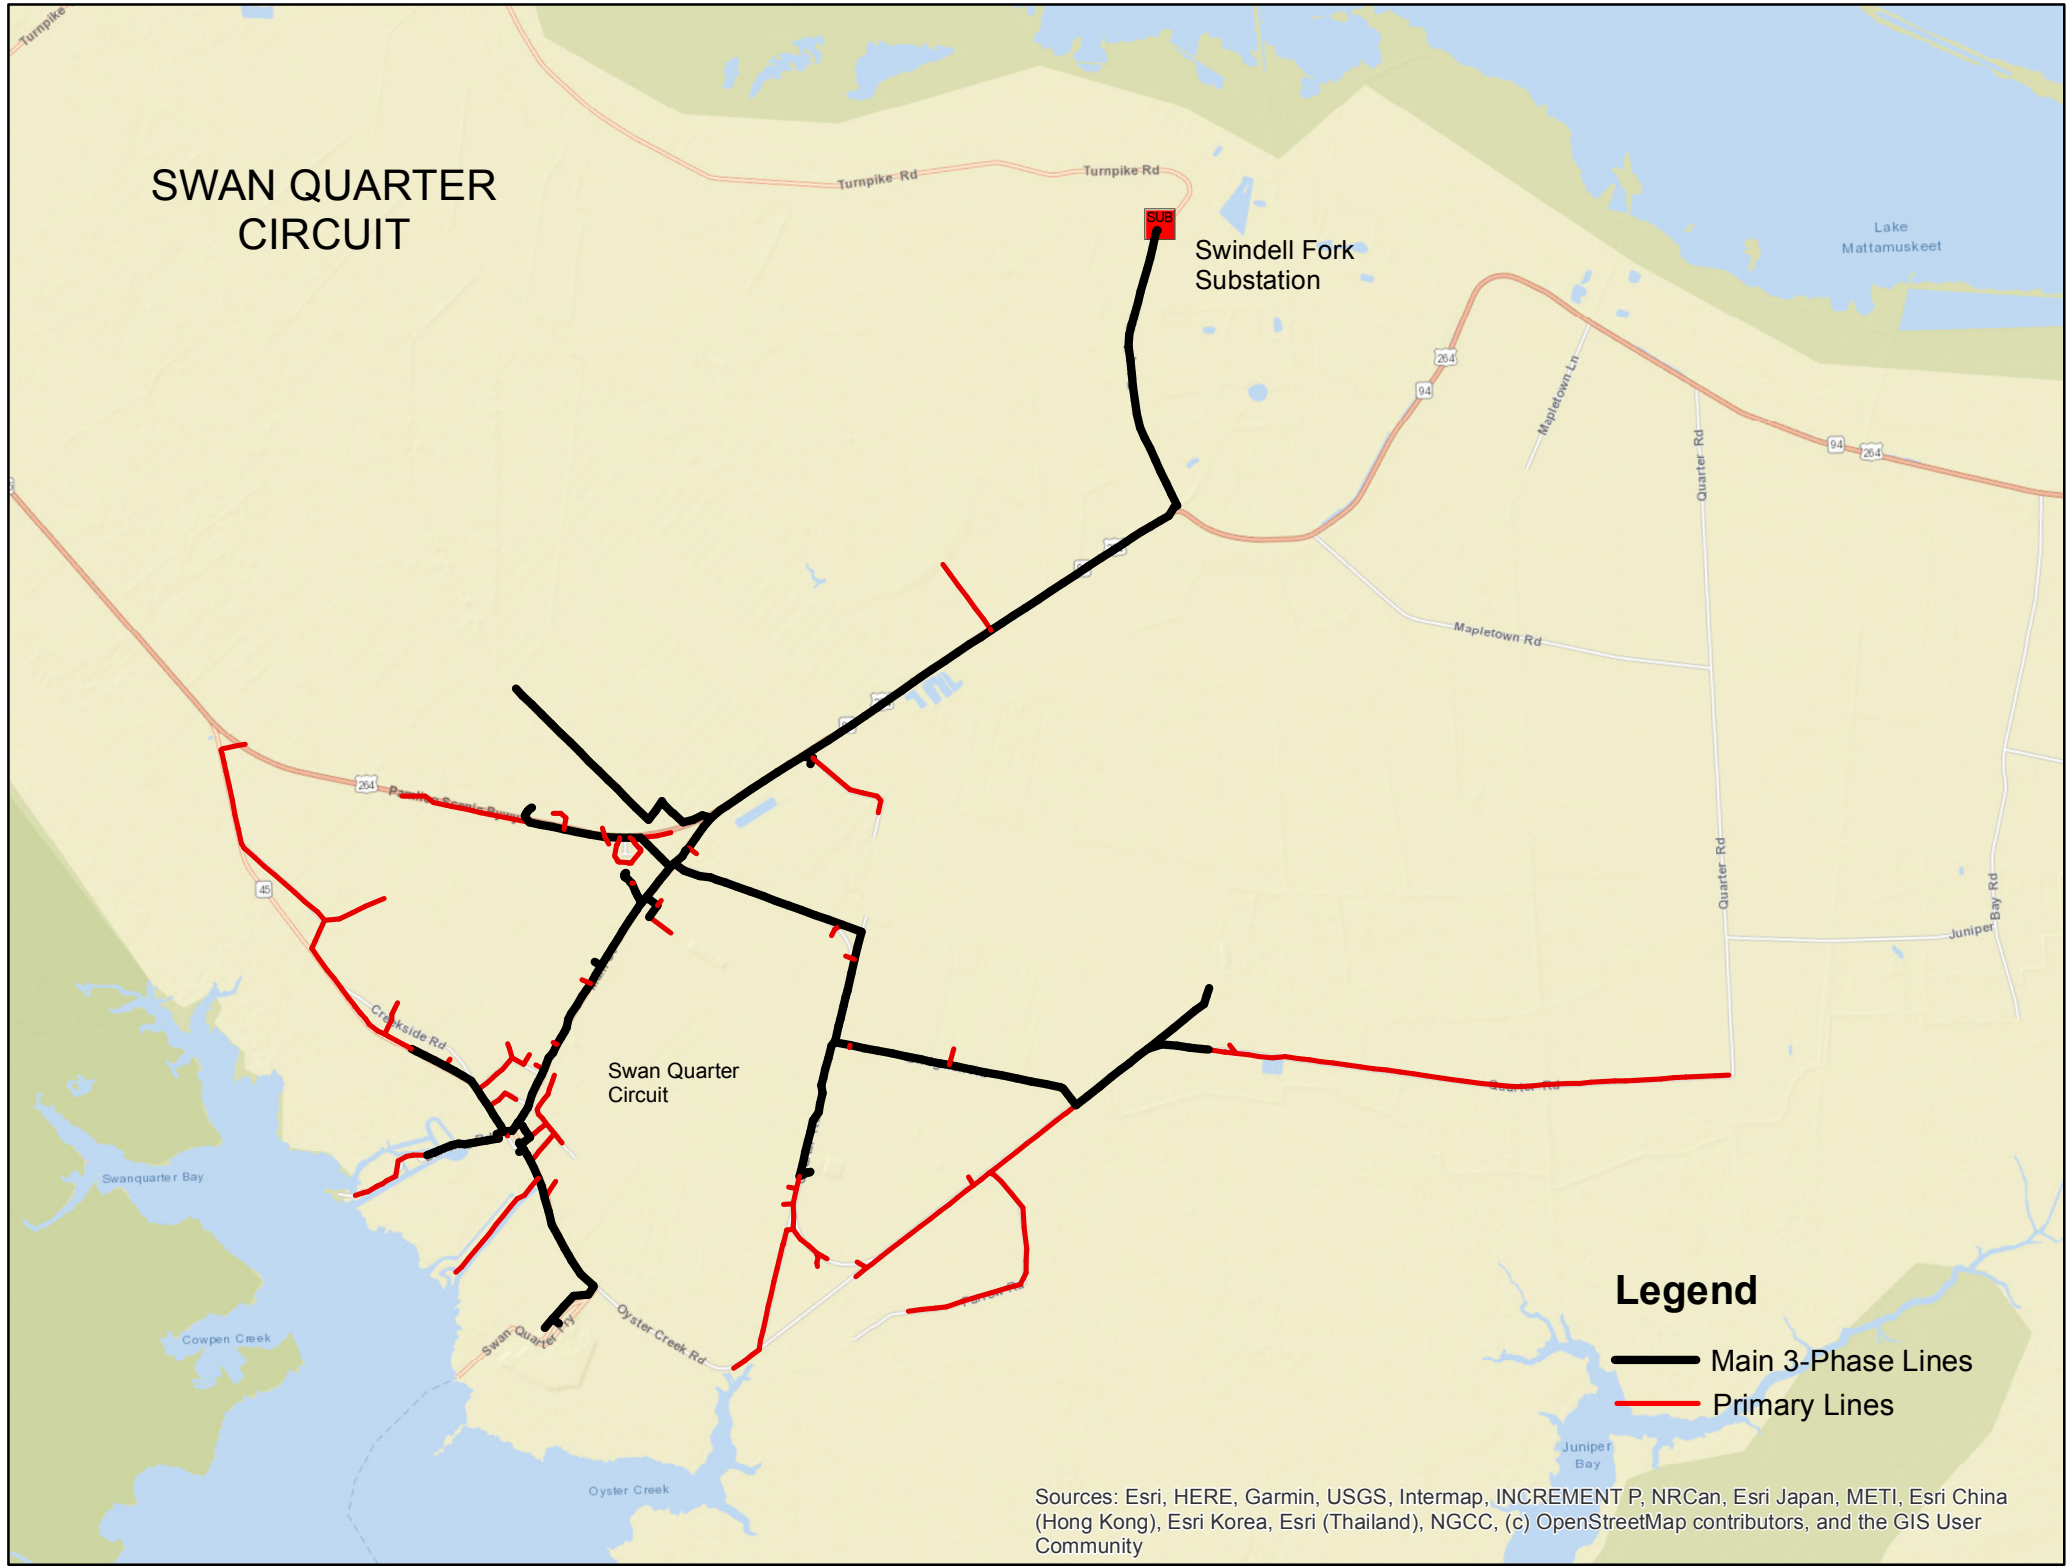 Turnpike
SWAN QUARTER
CIRCUIT
Turnpike Rd
Turnpike Rd
SUB
Swindell Fork
Substation
Lake
Mattamuskeet
264
94
Mapletown Ln
94
264
Quarter Rd
Mapletown Rd
264
Quarter Rd
45
Juniper Bay Rd
Juniper
Creekside Rd
Swan Quarter
Circuit
Quarter Rd
Swanquarter Bay
Oyster Creek Rd
Swan Quarter Fry
Cowpen Creek
Legend
Main 3-Phase Lines
Primary Lines
Juniper
Bay
Oyster Creek
Sources: Esri, HERE, Garmin, USGS, Intermap, INCREMENT P, NRCan, Esri Japan, METI, Esri China
(Hong Kong), Esri Korea, Esri (Thailand), NGCC, (c) OpenStreetMap contributors, and the GIS User
Community